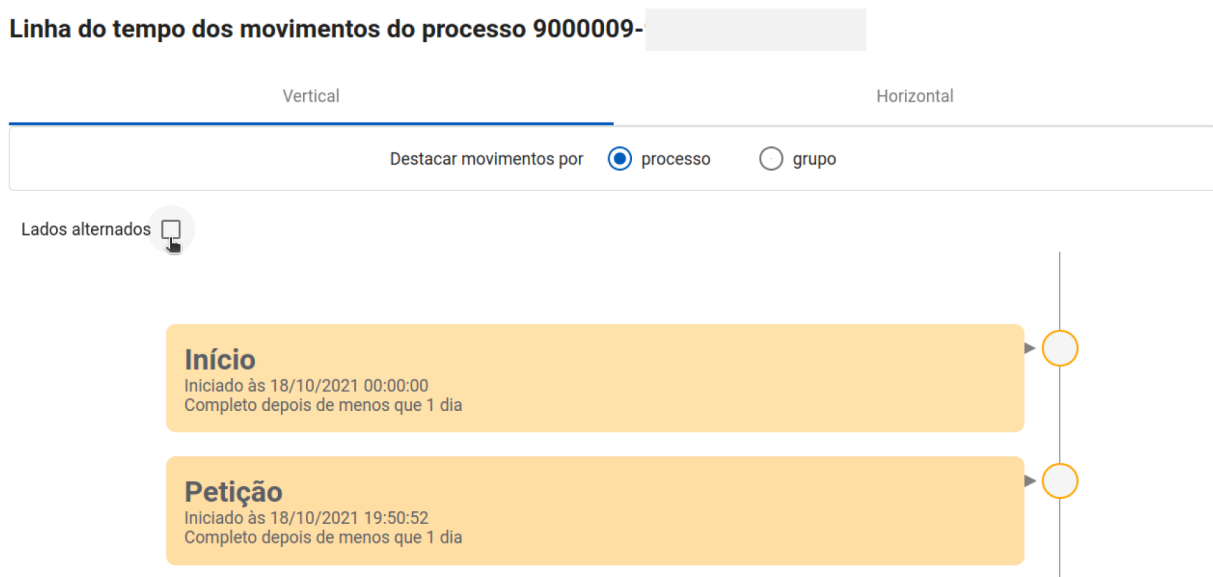 Linha do tempo dos movimentos do processo 9000009-
Vertical Horizontal
Destacar movimentos por processo grupo
Lados alternados
Início
Iniciado às 18/10/2021 00:00:00
Completo depois de menos que 1 dia
Petição
Iniciado às 18/10/2021 19:50:52
Completo depois de menos que 1 dia